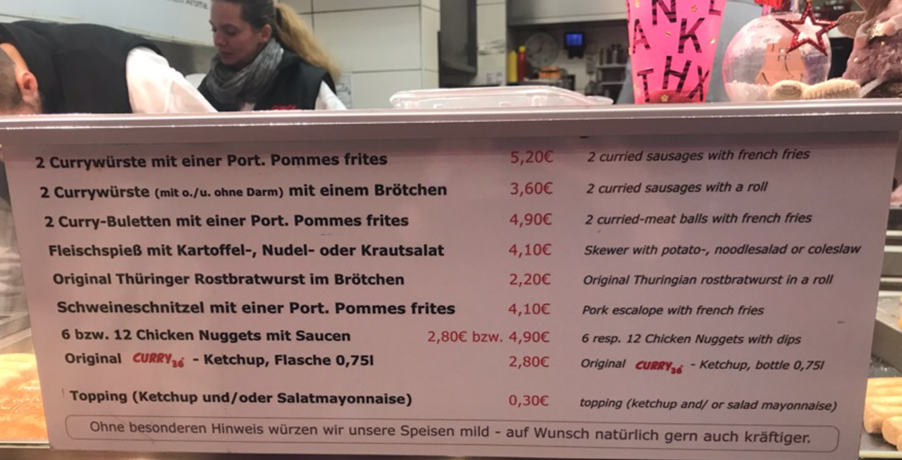 ANKE
THX
2 Currywürste mit einer Port. Pommes frites 5,20€ 2 curried sausages with french fries
2 Currywürste (mit o./u. ohne Darm) mit einem Brötchen 3,60€ 2 curried sausages with a roll
2 Curry-Buletten mit einer Port. Pommes frites 4,90€ 2 curried-meat balls with french fries
Fleischspieß mit Kartoffel-, Nudel- oder Krautsalat 4,10€ Skewer with potato-, noodlesalad or coleslaw
Original Thüringer Rostbratwurst im Brötchen 2,20€ Original Thuringian rostbratwurst in a roll
Schweineschnitzel mit einer Port. Pommes frites 4,10€ Pork escalope with french fries
6 bzw. 12 Chicken Nuggets mit Saucen 2,80€ bzw. 4,90€ 6 resp. 12 Chicken Nuggets with dips
Original CURRY36 - Ketchup, Flasche 0,75l 2,80€ Original CURRY36 - Ketchup, bottle 0,75l
Topping (Ketchup und/oder Salatmayonnaise) 0,30€ topping (ketchup and/ or salad mayonnaise)
Ohne besonderen Hinweis würzen wir unsere Speisen mild - auf Wunsch natürlich gern auch kräftiger.